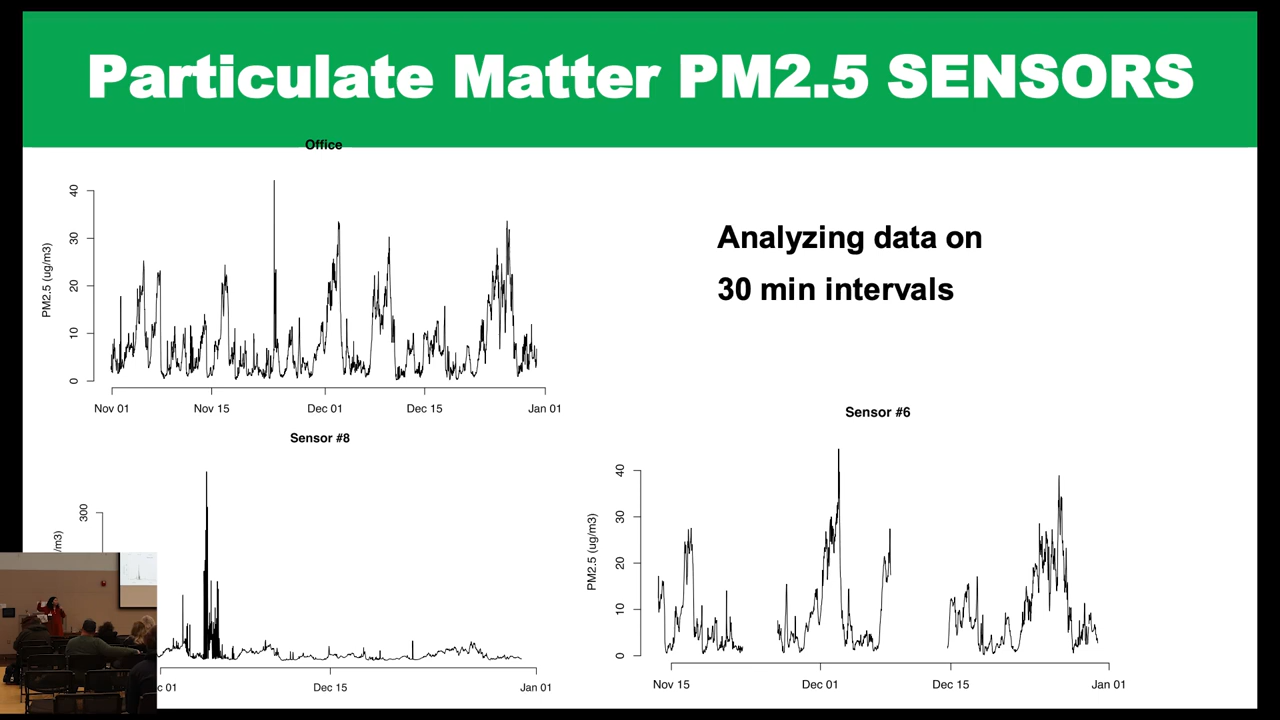 Particulate Matter PM2.5 SENSORS
Office
PM2.5 (ug/m3)
40
30
20
10
0
Nov 01 Nov 15 Dec 01 Dec 15 Jan 01
Analyzing data on
30 min intervals
Sensor #8
300
/m3)
c 01 Dec 15 Jan 01
Sensor #6
PM2.5 (ug/m3)
40
30
20
10
0
Nov 15 Dec 01 Dec 15 Jan 01